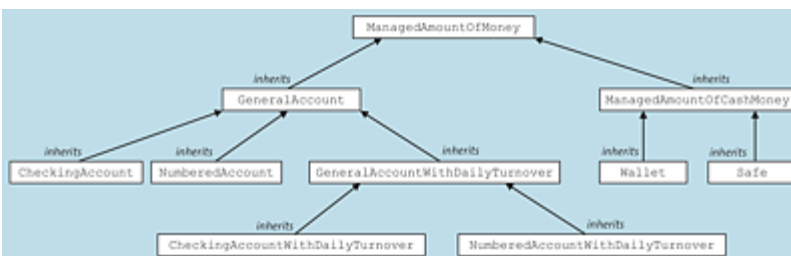 ManagedAmountOfMoney
inherits
inherits
GeneralAccount
ManagedAmountOfCashMoney
inherits
inherits
inherits
inherits
inherits
CheckingAccount
NumberedAccount
GeneralAccountWithDailyTurnover
Wallet
Safe
inherits
inherits
CheckingAccountWithDailyTurnover
NumberedAccountWithDailyTurnover